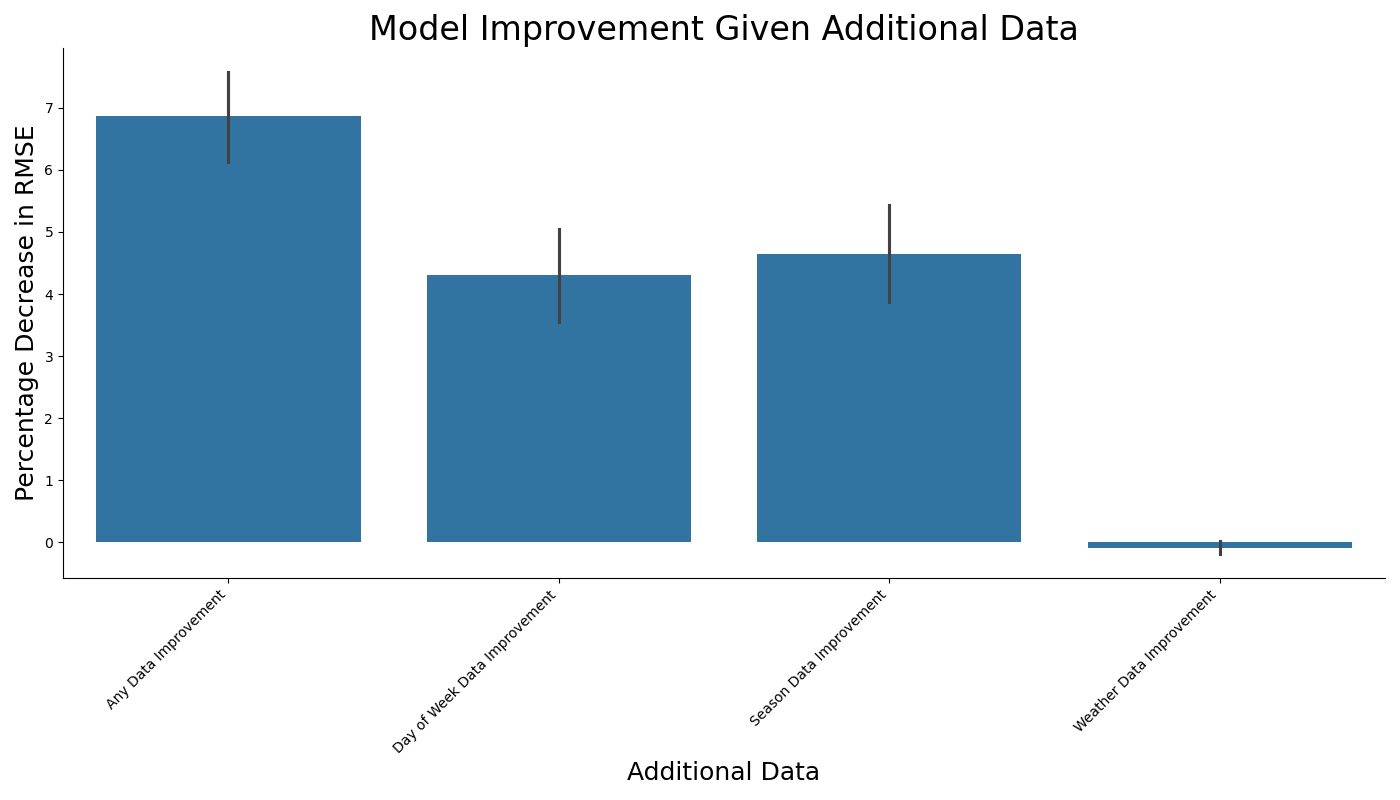 Model Improvement Given Additional Data
Percentage Decrease in RMSE
7
6
5
4
3
2
1
0
Any Data Improvement
Day of Week Data Improvement
Season Data Improvement
Weather Data Improvement
Additional Data